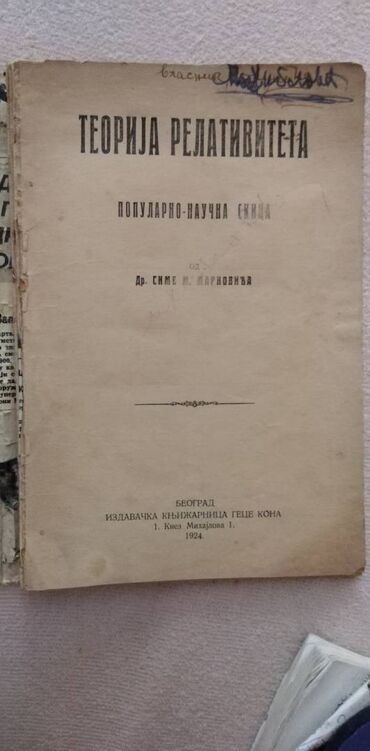 власник
ТЕОРИЈА РЕЛАТИВИТЕТА
ПОПУЛАРНО-НАУЧНА СКИЦА
ОД
Др. СИМЕ М. МАРКОВИЋА
БЕОГРАД
ИЗДАВАЧКА КЊИЖАРНИЦА ГЕЦЕ КОНА
1. Кнез Михајлова 1.
1924.